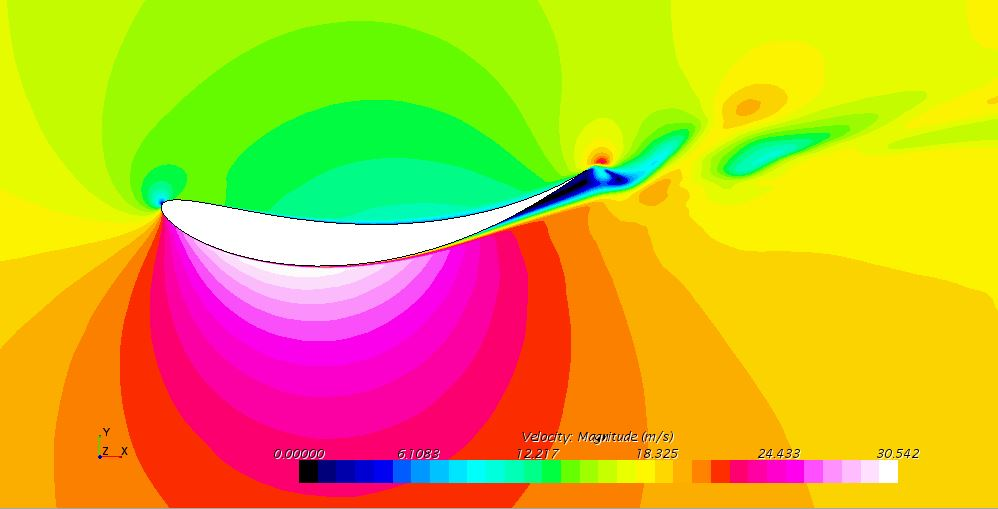 Y
Z X
Velocity: Magnitude (m/s)
0.00000 6.1083 12.217 18.325 24.433 30.542